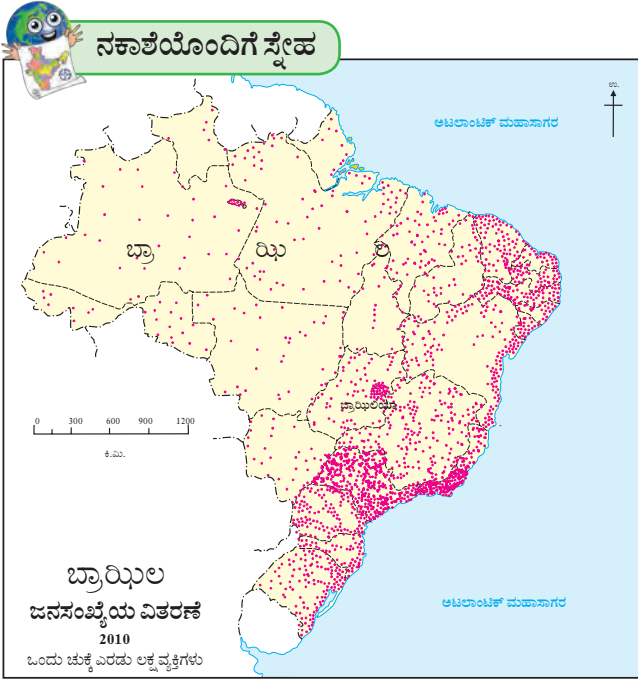 ನಕಾಶೆಯೊಂದಿಗೆ ಸ್ನೇಹ
ಉ.
ಅಟಲಾಂಟಿಕ್ ಮಹಾಸಾಗರ
ಬ್ರಾ ಝಿ ಲ
ಬ್ರಾಝಿಲಿಯಾ
0 300 600 900 1200
ಕಿ.ಮಿ.
ಬ್ರಾಝಿಲ
ಜನಸಂಖ್ಯೆಯ ವಿತರಣೆ
2010
ಒಂದು ಚುಕ್ಕೆ ಎರಡು ಲಕ್ಷ ವ್ಯಕ್ತಿಗಳು
ಅಟಲಾಂಟಿಕ್ ಮಹಾಸಾಗರ